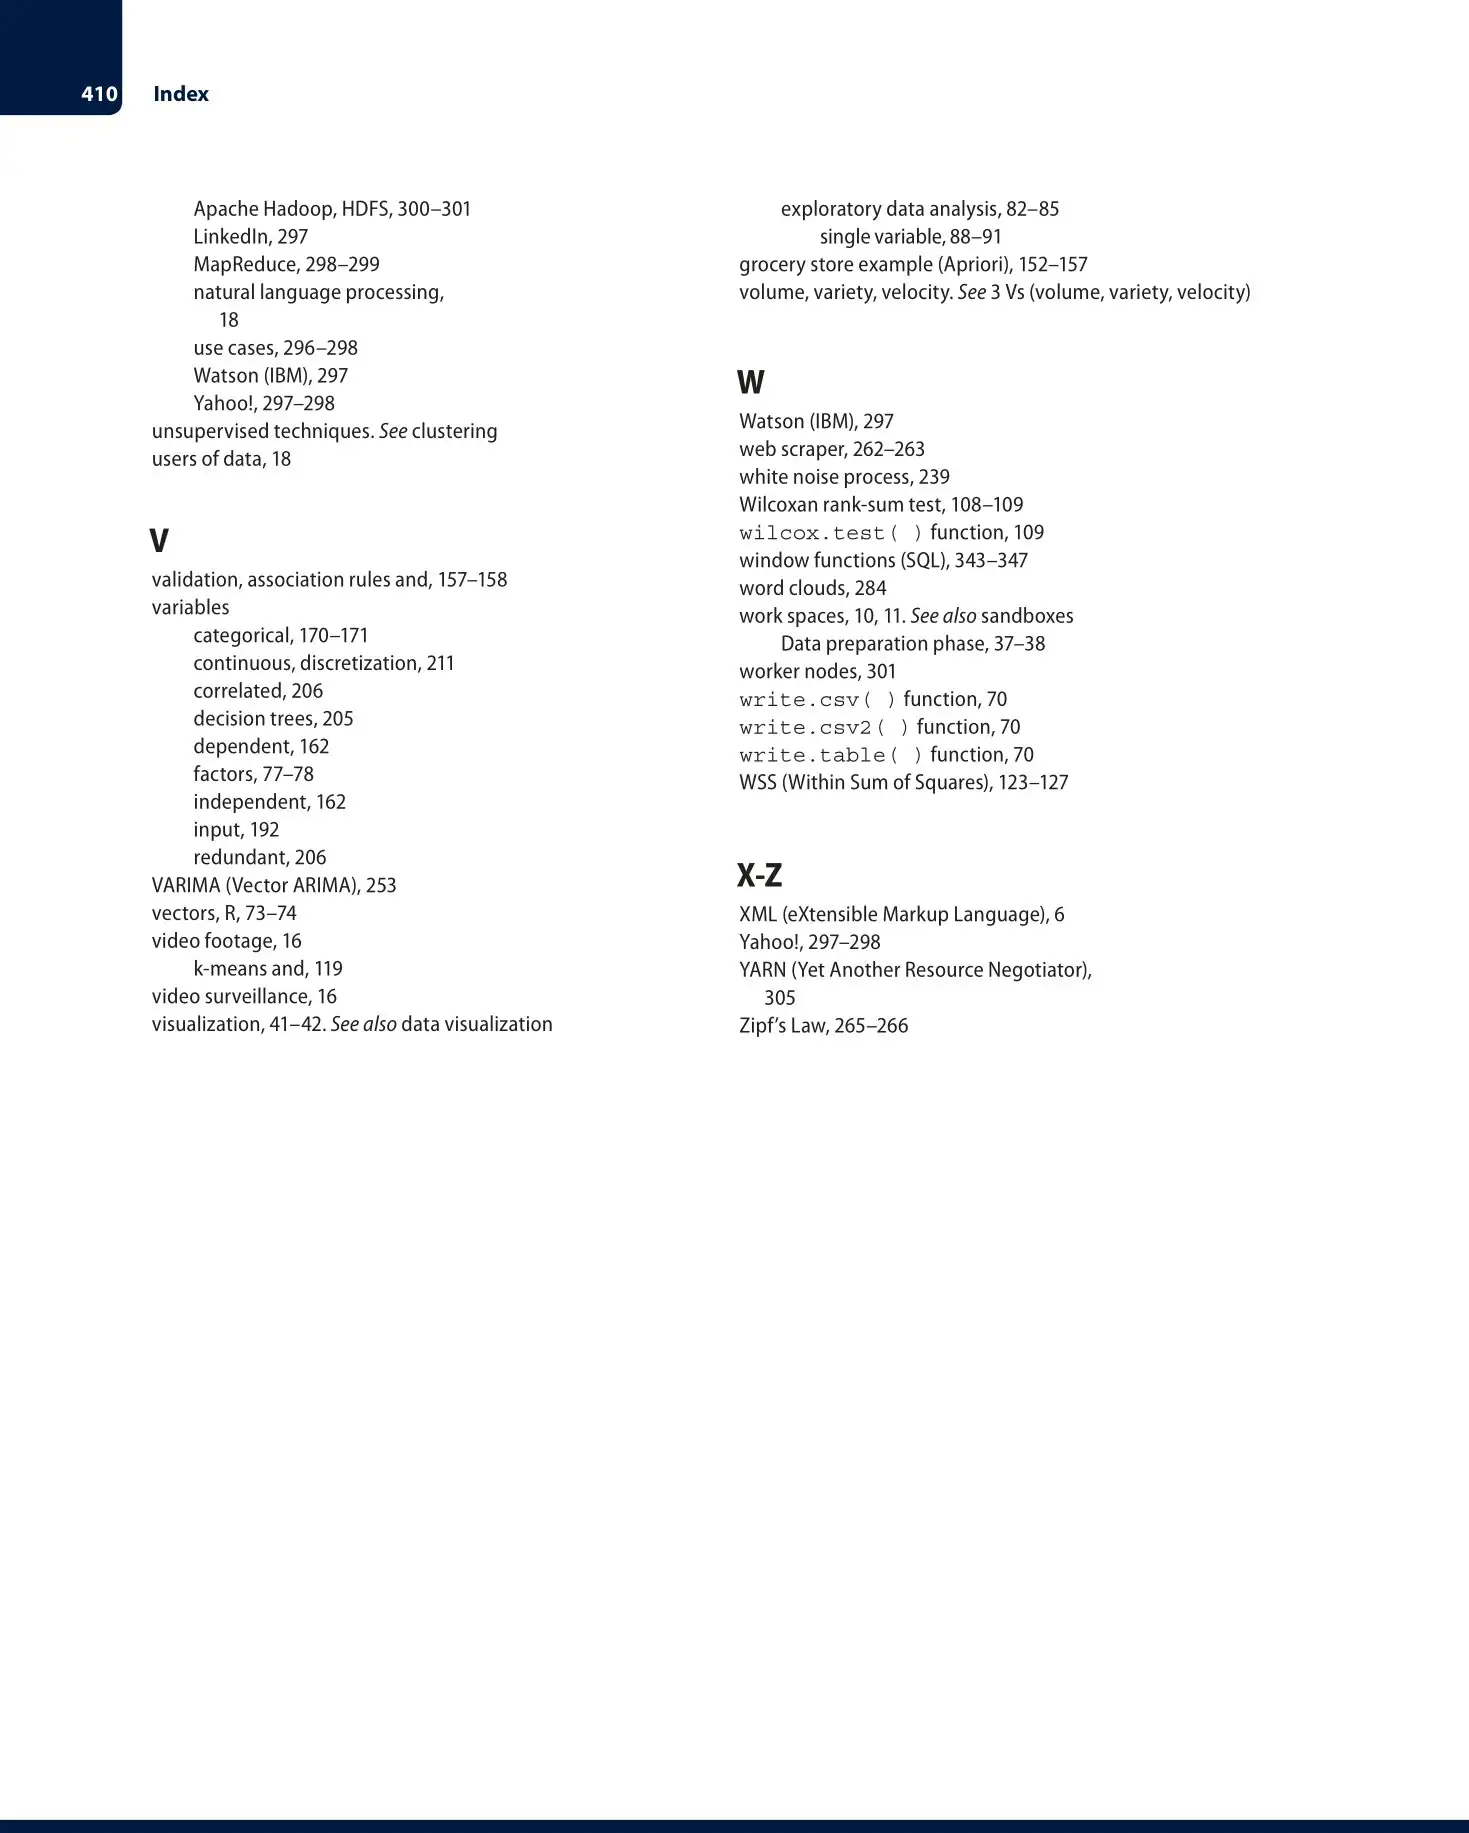 410 Index
Apache Hadoop, HDFS, 300–301
LinkedIn, 297
MapReduce, 298–299
natural language processing,
18
use cases, 296–298
Watson (IBM), 297
Yahoo!, 297–298
unsupervised techniques. See clustering
users of data, 18
V
validation, association rules and, 157–158
variables
categorical, 170–171
continuous, discretization, 211
correlated, 206
decision trees, 205
dependent, 162
factors, 77–78
independent, 162
input, 192
redundant, 206
VARIMA (Vector ARIMA), 253
vectors, R, 73–74
video footage, 16
k-means and, 119
video surveillance, 16
visualization, 41–42. See also data visualization
exploratory data analysis, 82–85
single variable, 88–91
grocery store example (Apriori), 152–157
volume, variety, velocity. See 3 Vs (volume, variety, velocity)
W
Watson (IBM), 297
web scraper, 262–263
white noise process, 239
Wilcoxan rank-sum test, 108–109
wilcox.test( ) function, 109
window functions (SQL), 343–347
word clouds, 284
work spaces, 10, 11. See also sandboxes
Data preparation phase, 37–38
worker nodes, 301
write.csv( ) function, 70
write.csv2( ) function, 70
write.table( ) function, 70
WSS (Within Sum of Squares), 123–127
X-Z
XML (eXtensible Markup Language), 6
Yahoo!, 297–298
YARN (Yet Another Resource Negotiator),
305
Zipf’s Law, 265–266